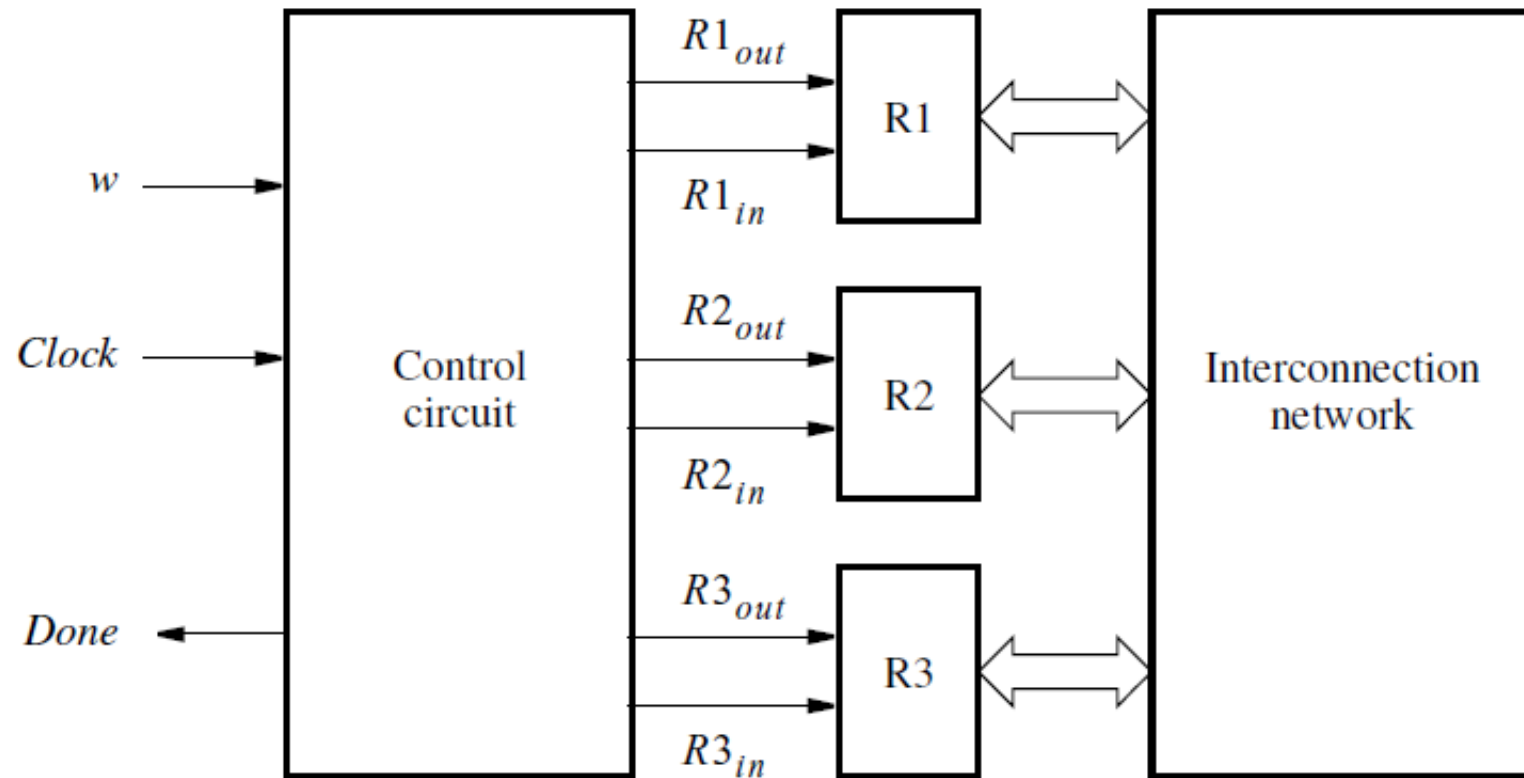 R1out
R1
w
R1in
R2out
Clock
Control
circuit
R2
Interconnection
network
R2in
R3out
Done
R3
R3in